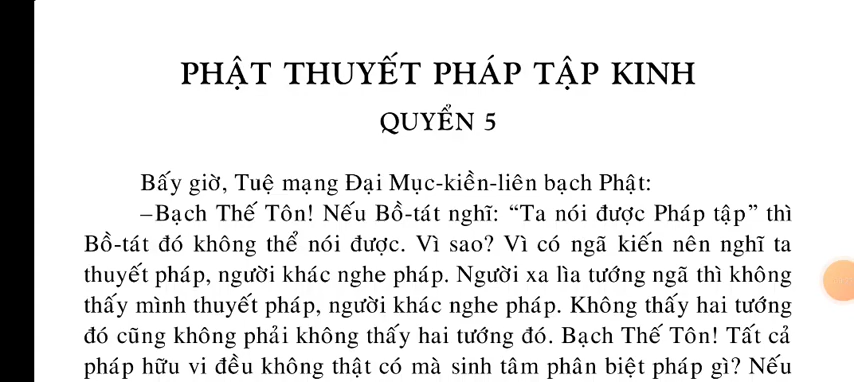 PHẬT THUYẾT PHÁP TẬP KINH
QUYỂN 5
Bấy giờ, Tuệ mạng Đại Mục-kiền-liên bạch Phật:
–Bạch Thế Tôn! Nếu Bồ-tát nghĩ: “Ta nói được Pháp tập” thì
Bồ-tát đó không thể nói được. Vì sao? Vì có ngã kiến nên nghĩ ta
thuyết pháp, người khác nghe pháp. Người xa lìa tướng ngã thì không
thấy mình thuyết pháp, người khác nghe pháp. Không thấy hai tướng
đó cũng không phải không thấy hai tướng đó. Bạch Thế Tôn! Tất cả
pháp hữu vi đều không thật có mà sinh tâm phân biệt pháp gì? Nếu